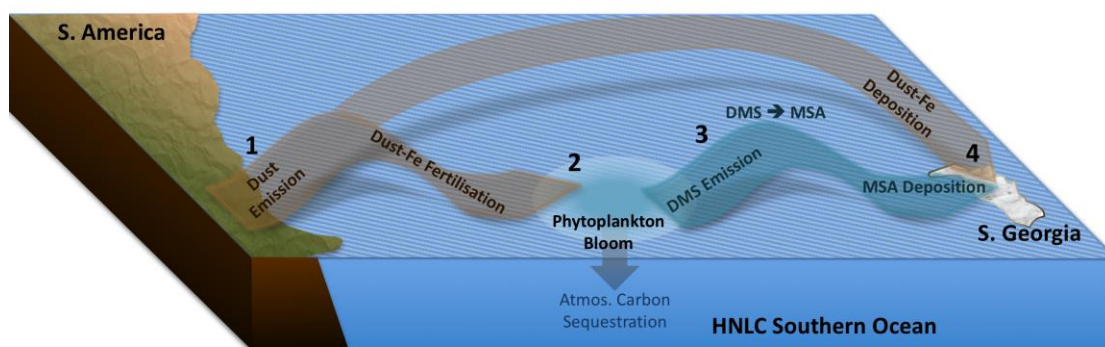 S. America
1
Dust
Emission
Dust-Fe Fertilisation
2
Phytoplankton
Bloom
Atmos. Carbon
Sequestration
3
DMS Emission
DMS ➔ MSA
Dust-Fe
Deposition
4
MSA Deposition
S. Georgia
HNLC Southern Ocean